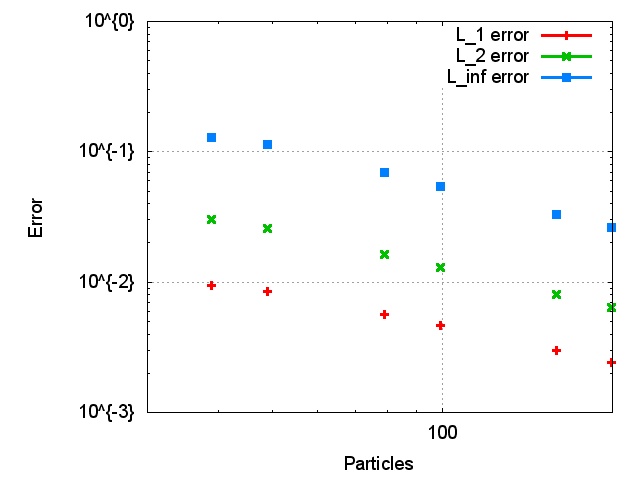 10^{0}
L_1 error
L_2 error
L_inf error
10^{-1}
Error
10^{-2}
10^{-3}
100
Particles